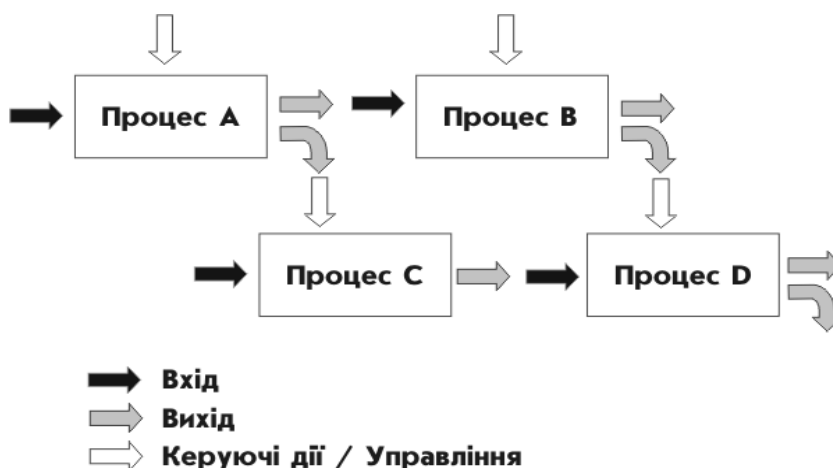 Процес A
Процес B
Процес C
Процес D
Вхід
Вихід
Керуючі дії / Управління